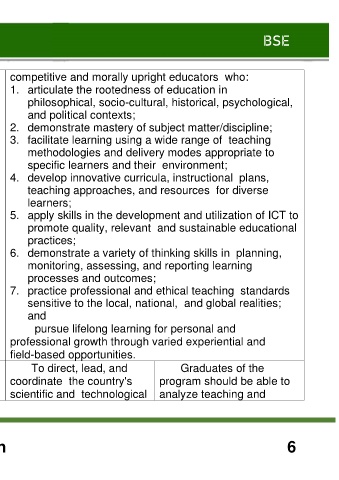 BSE
competitive and morally upright educators who:
1. articulate the rootedness of education in
philosophical, socio-cultural, historical, psychological,
and political contexts;
2. demonstrate mastery of subject matter/discipline;
3. facilitate learning using a wide range of teaching
methodologies and delivery modes appropriate to
specific learners and their environment;
4. develop innovative curricula, instructional plans,
teaching approaches, and resources for diverse
learners;
5. apply skills in the development and utilization of ICT to
promote quality, relevant and sustainable educational
practices;
6. demonstrate a variety of thinking skills in planning,
monitoring, assessing, and reporting learning
processes and outcomes;
7. practice professional and ethical teaching standards
sensitive to the local, national, and global realities;
and
pursue lifelong learning for personal and
professional growth through varied experiential and
field-based opportunities.
To direct, lead, and
coordinate the country's
scientific and technological
Graduates of the
program should be able to
analyze teaching and
n 6